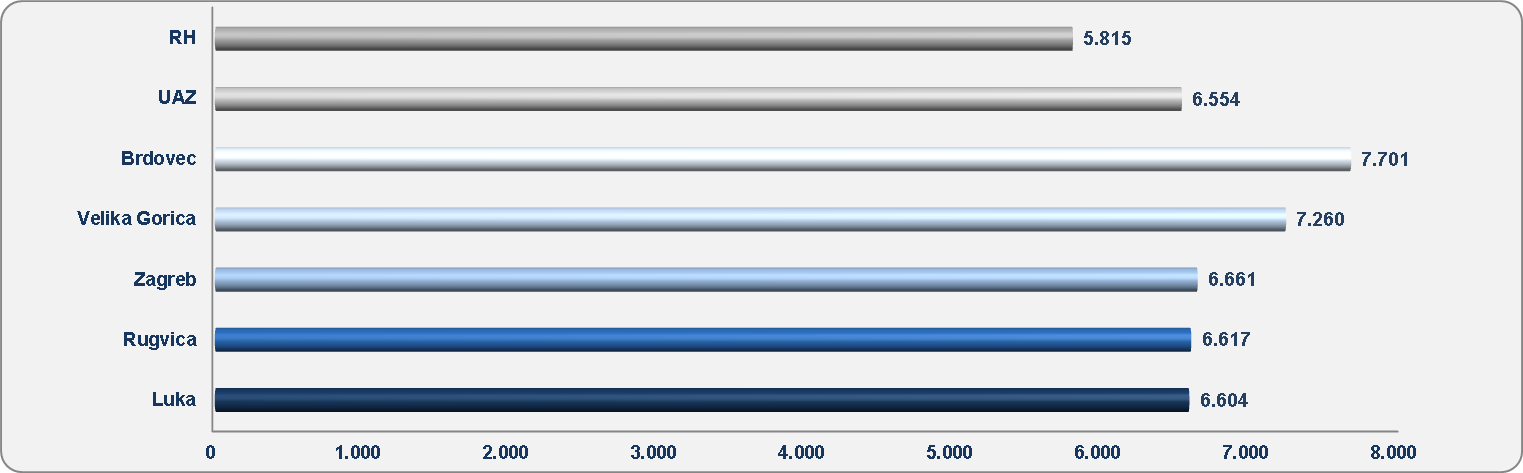 RH 5.815
UAZ 6.554
Brdovec 7.701
Velika Gorica 7.260
Zagreb 6.661
Rugvica 6.617
Luka 6.604
0 1.000 2.000 3.000 4.000 5.000 6.000 7.000 8.000